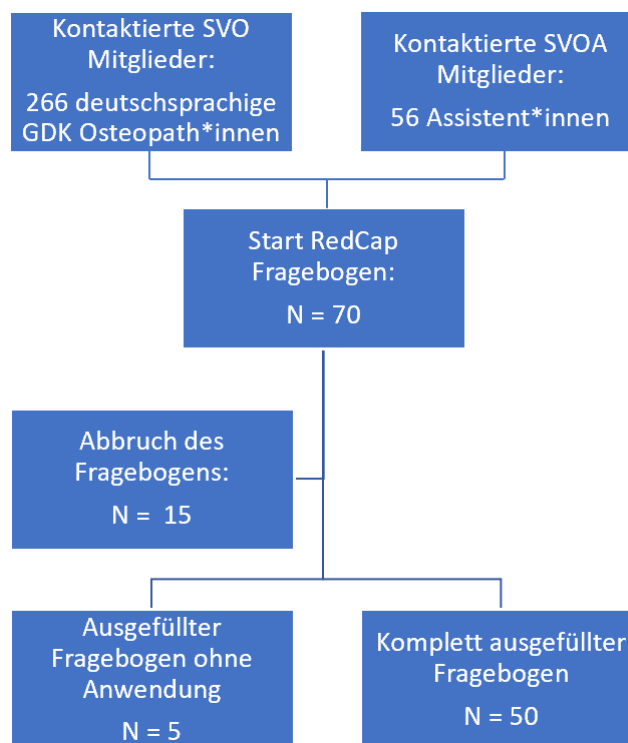 Kontaktierte SVO
Mitglieder:
266 deutschsprachige
GDK Osteopath*innen
Kontaktierte SVOA
Mitglieder:
56 Assistent*innen
Start RedCap
Fragebogen:
N = 70
Abbruch des
Fragebogens:
N = 15
Ausgefüllter
Fragebogen ohne
Anwendung
N = 5
Komplett ausgefüllter
Fragebogen
N = 50